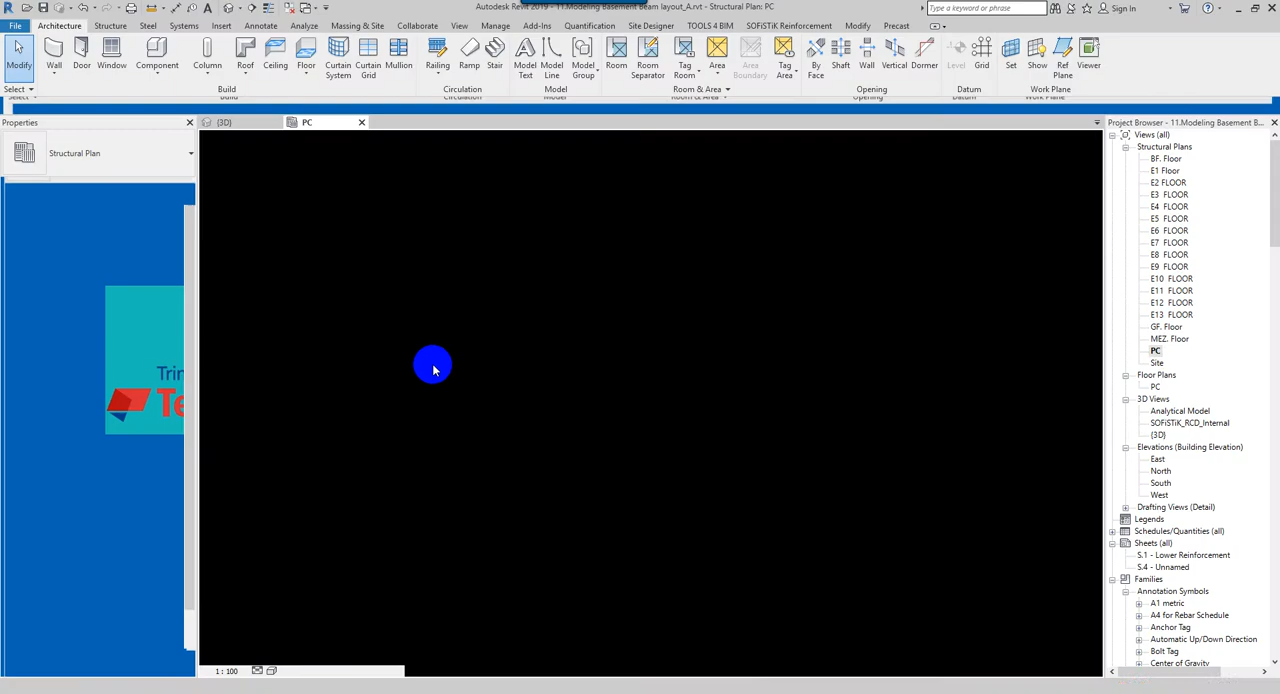 Autodesk Revit 2019 - 11.Modeling Basement Beam layout_A.rvt - Structural Plan: PC
Type a keyword or phrase
Sign In
File Architecture Structure Steel Systems Insert Annotate Analyze Massing & Site Collaborate View Manage Add-Ins Quantification Site Designer TOOLS 4 BIM SOFiSTiK Reinforcement Modify Precast
Modify Wall Door Window Component Column Roof Ceiling Floor Curtain System Curtain Grid Mullion Railing Ramp Stair Model Text Model Line Model Group Room Room Separator Tag Room Area Area Boundary Tag Area By Face Shaft Wall Vertical Dormer Level Grid Set Show Ref Plane Viewer
Select Build Circulation Model Room & Area Opening Datum Work Plane
Properties
{3D}
PC
Project Browser - 11.Modeling Basement B...
Structural Plan
Views (all)
Structural Plans
BF. Floor
E1 Floor
E2 FLOOR
E3 FLOOR
E4 FLOOR
E5 FLOOR
E6 FLOOR
E7 FLOOR
E8 FLOOR
E9 FLOOR
E10 FLOOR
E11 FLOOR
E12 FLOOR
E13 FLOOR
GF. Floor
MEZ. Floor
PC
Site
Floor Plans
PC
3D Views
Analytical Model
SOFiSTiK_RCD_Internal
{3D}
Elevations (Building Elevation)
East
North
South
West
Drafting Views (Detail)
Legends
Schedules/Quantities (all)
Sheets (all)
S.1 - Lower Reinforcement
S.4 - Unnamed
Families
Annotation Symbols
A1 metric
A4 for Rebar Schedule
Anchor Tag
Automatic Up/Down Direction
Bolt Tag
Center of Gravity
Trin
Te
1 : 100